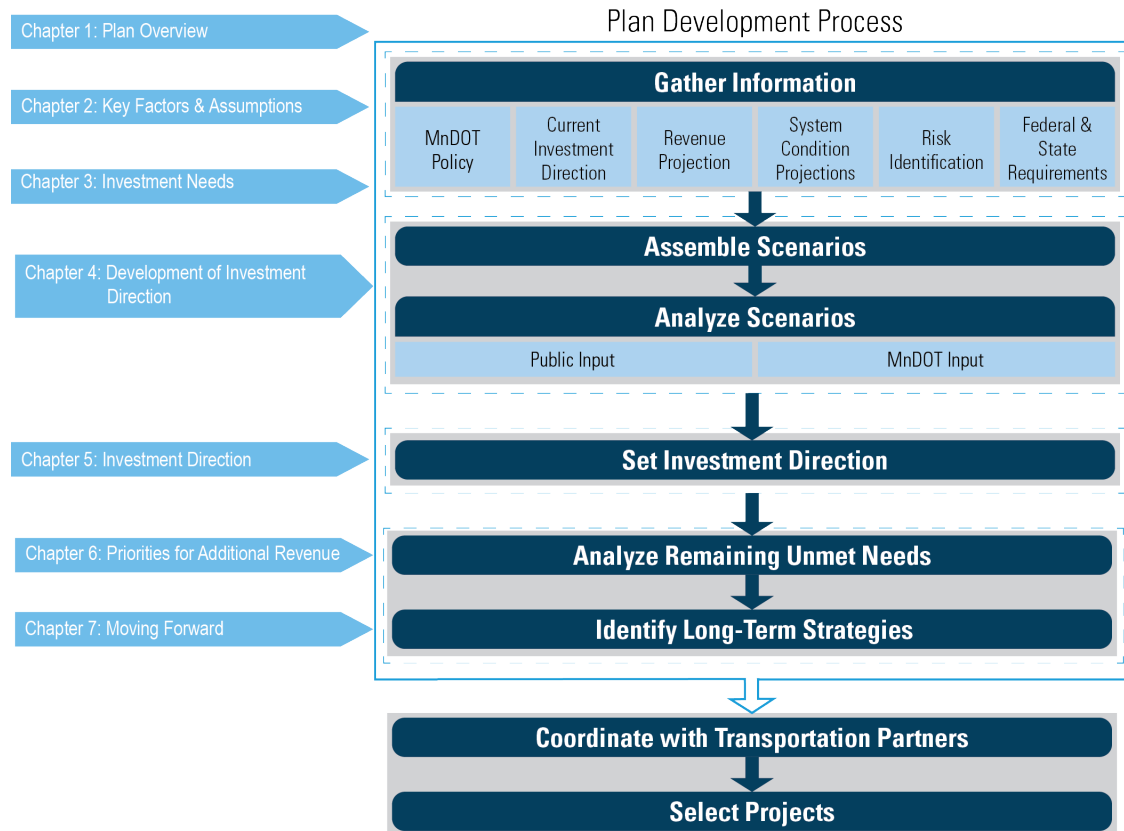 Plan Development Process
Chapter 1: Plan Overview
Chapter 2: Key Factors & Assumptions
Chapter 3: Investment Needs
Chapter 4: Development of Investment
Direction
Chapter 5: Investment Direction
Chapter 6: Priorities for Additional Revenue
Chapter 7: Moving Forward
Gather Information
MnDOT
Policy
Current
Investment
Direction
Revenue
Projection
System
Condition
Projections
Risk
Identification
Federal &
State
Requirements
Assemble Scenarios
Analyze Scenarios
Public Input
MnDOT Input
Set Investment Direction
Analyze Remaining Unmet Needs
Identify Long-Term Strategies
Coordinate with Transportation Partners
Select Projects